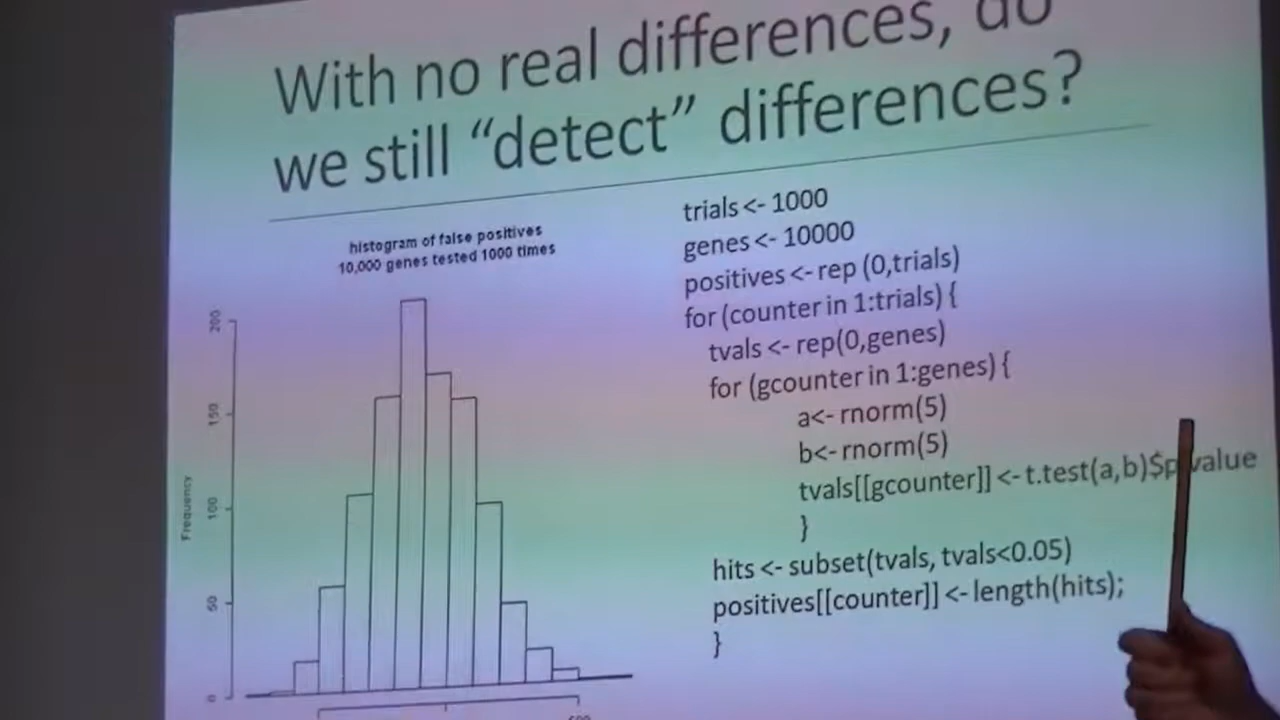 With no real differences, do
we still “detect” differences?
histogram of false positives
10,000 genes tested 1000 times
Frequency
200
150
100
50
0
trials <- 1000
genes <- 10000
positives <- rep (0,trials)
for (counter in 1:trials) {
tvals <- rep(0,genes)
for (gcounter in 1:genes) {
a<- rnorm(5)
b<- rnorm(5)
tvals[[gcounter]] <- t.test(a,b)$p.value
}
hits <- subset(tvals, tvals<0.05)
positives[[counter]] <- length(hits);
}